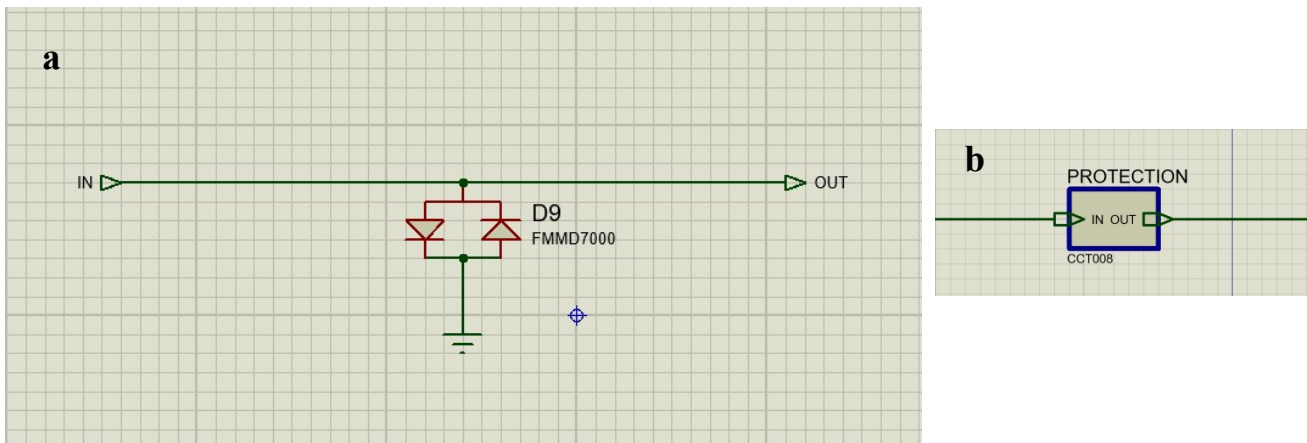 a
IN
OUT
D9
FMMD7000
b
PROTECTION
IN OUT
CCT008